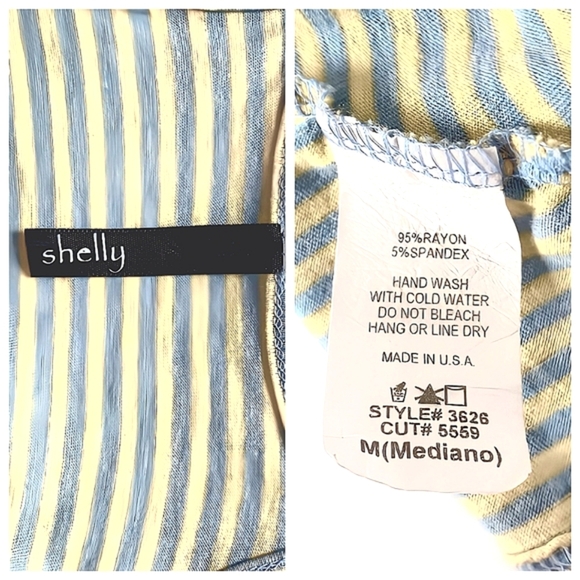 shelly
95%RAYON
5%SPANDEX
HAND WASH
WITH COLD WATER
DO NOT BLEACH
HANG OR LINE DRY
MADE IN U.S.A.
STYLE# 3626
CUT# 5559
M(Mediano)